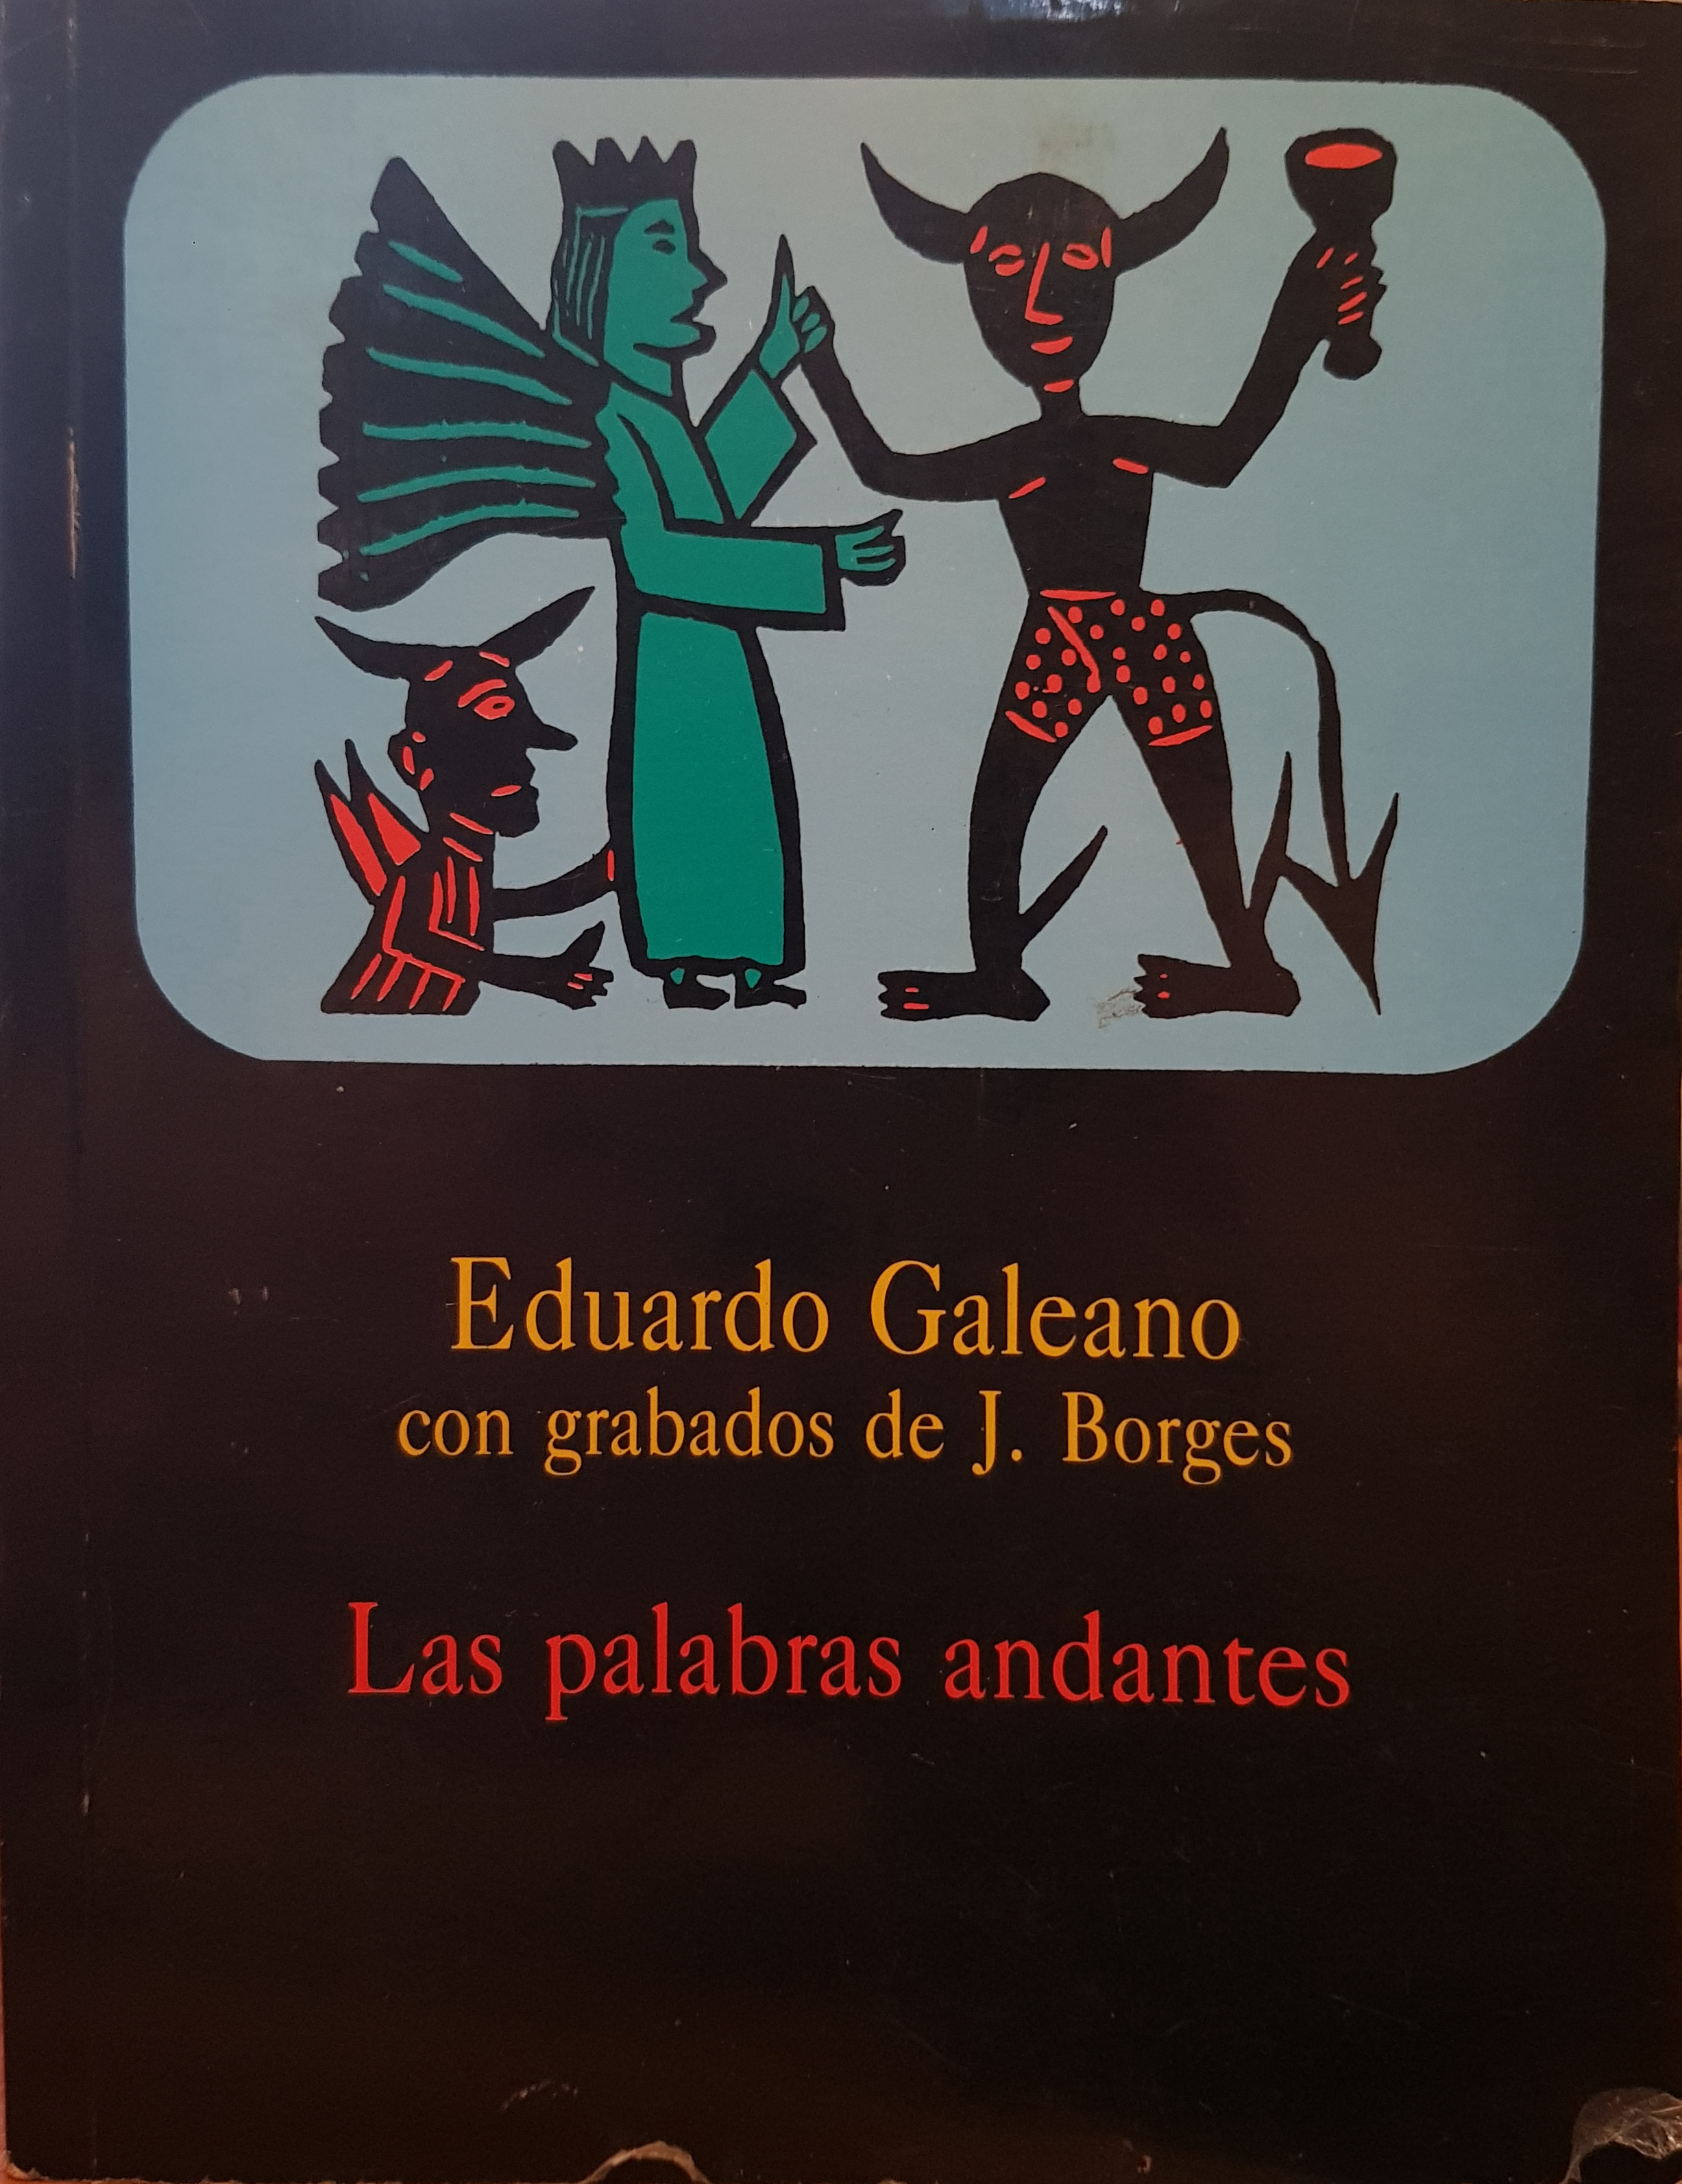 Eduardo Galeano
con grabados de J. Borges
Las palabras andantes